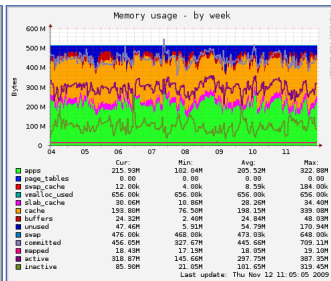 Memory usage - by week
600 M
500 M
400 M
300 M
200 M
100 M
0
Bytes
04 05 06 07 08 09 10 11
Cur: Min: Avg: Max:
apps 215.93M 102.04M 205.52M 322.88M
page_tables 0.00 0.00 0.00 0.00
swap_cache 12.00k 4.00k 8.59k 184.00k
vmalloc_used 656.00k 656.00k 656.00k 656.00k
slab_cache 30.06M 10.86M 28.26M 34.40M
cache 193.80M 76.50M 198.15M 339.08M
buffers 24.32M 2.40M 24.84M 48.03M
unused 47.46M 5.91M 54.79M 170.94M
swap 476.00k 468.00k 473.03k 648.00k
committed 456.05M 327.67M 445.66M 709.11M
mapped 18.43M 17.19M 18.05M 19.10M
active 318.87M 145.66M 297.75M 387.35M
inactive 85.90M 21.05M 101.65M 319.45M
Last update: Thu Nov 12 11:05:05 2009